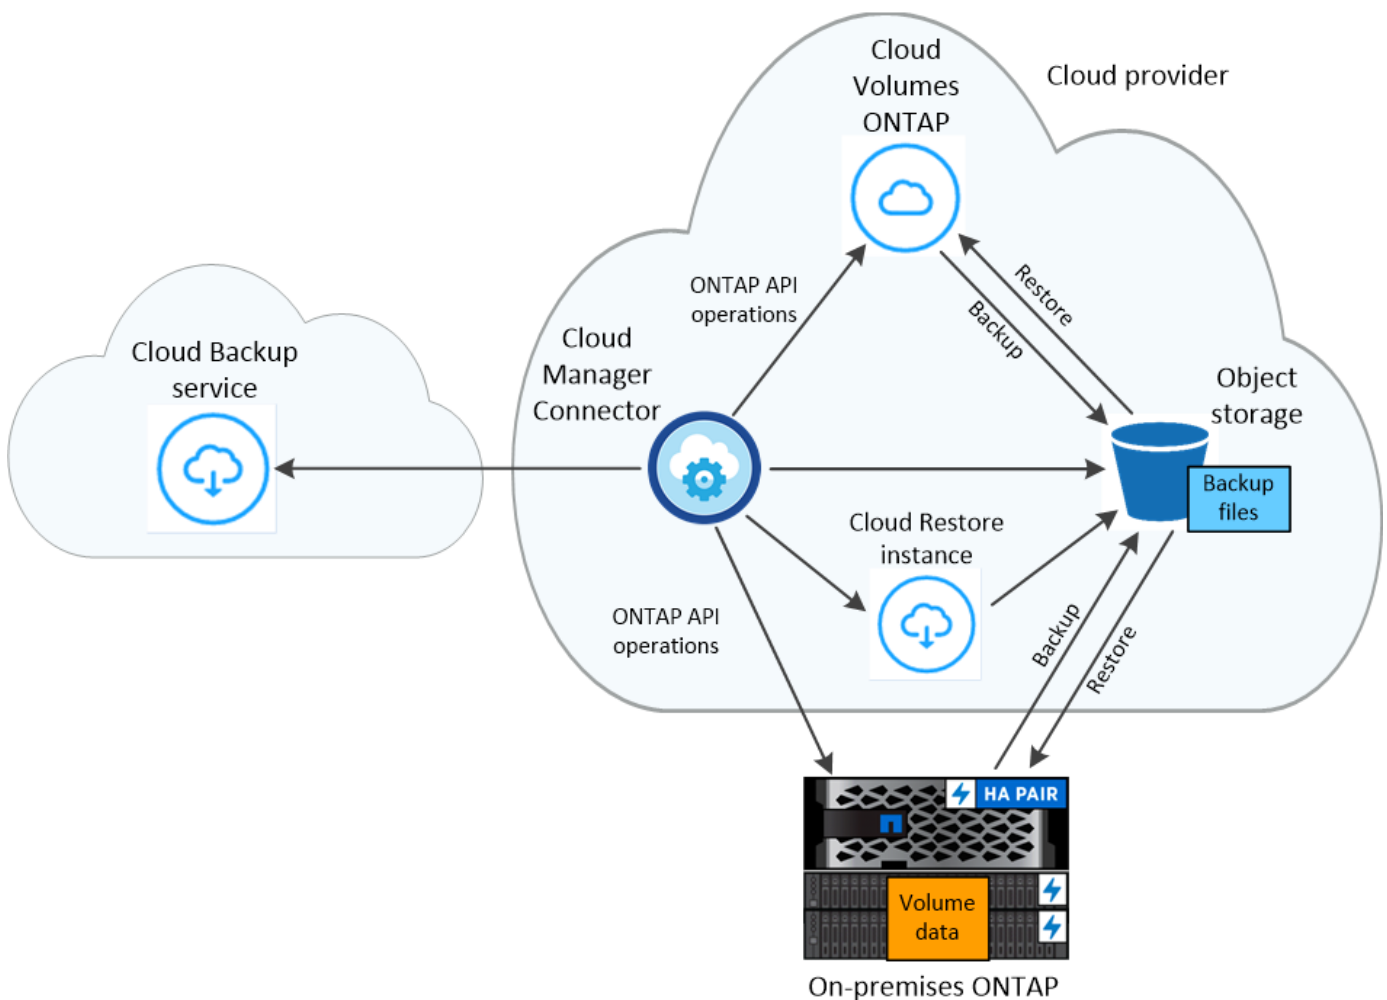 Cloud
Volumes
ONTAP
Cloud provider
ONTAP API
operations
Restore
Backup
Cloud Backup
service
Cloud
Manager
Connector
Object
storage
Backup
files
Cloud Restore
instance
ONTAP API
operations
Backup
Restore
HA PAIR
Volume
data
On-premises ONTAP